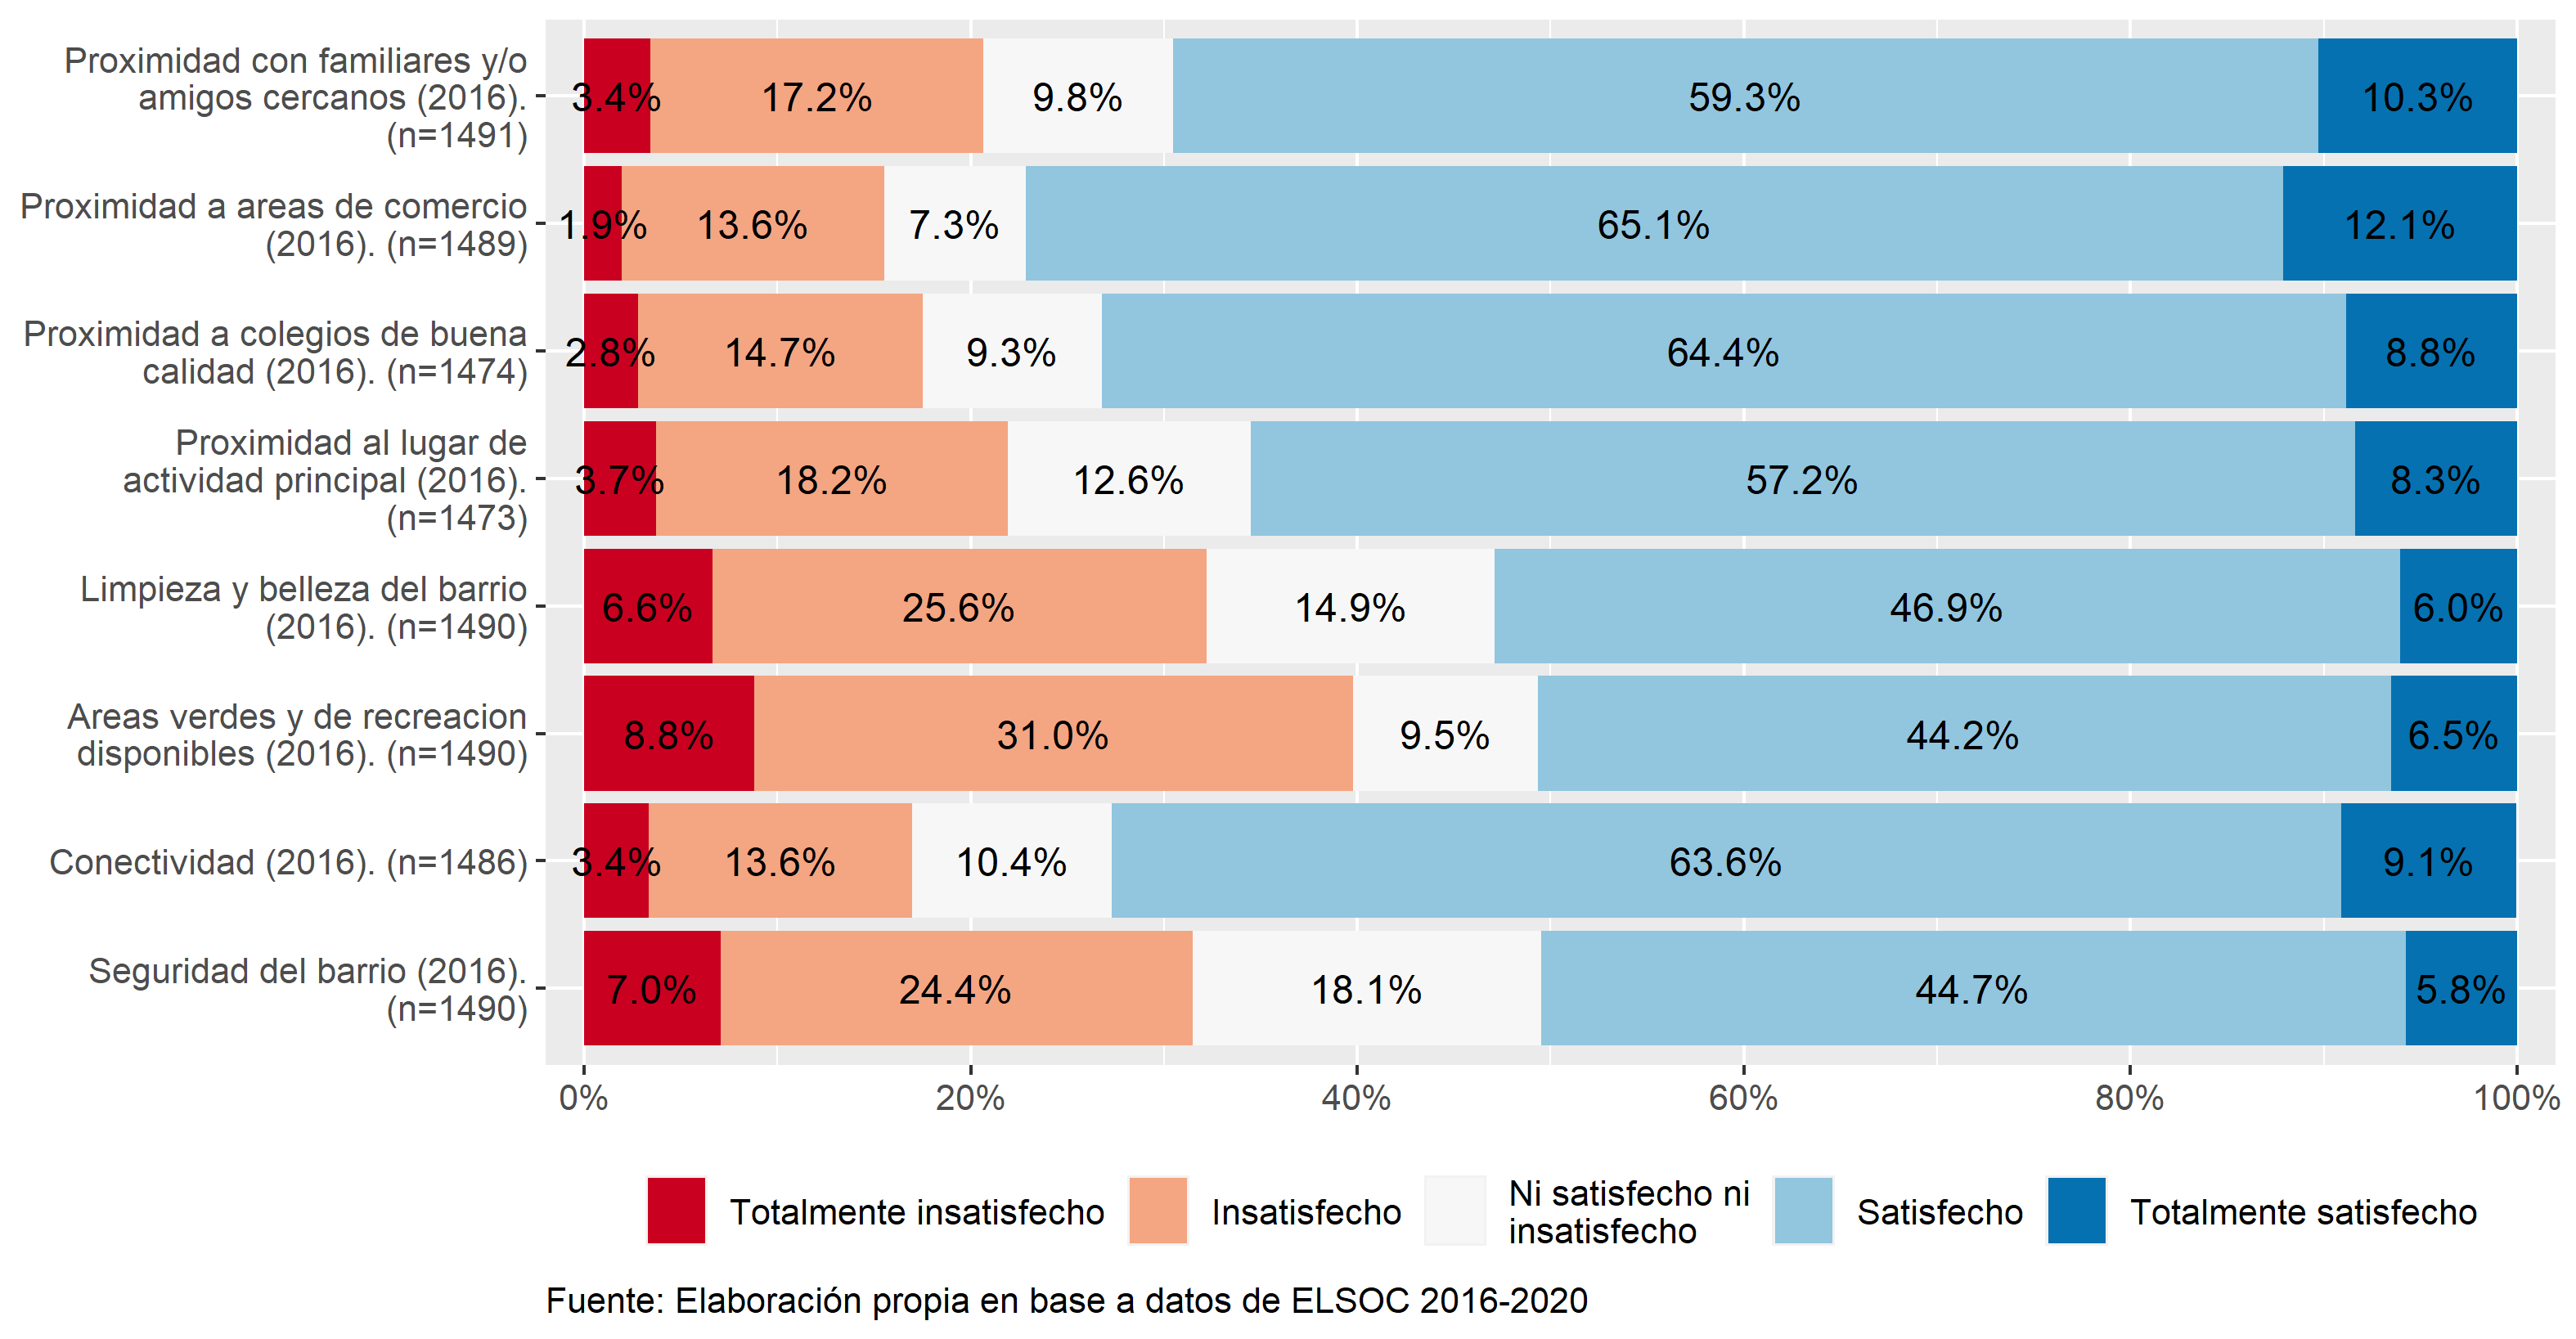 Proximidad con familiares y/o
amigos cercanos (2016).
(n=1491)
3.4% 17.2% 9.8% 59.3% 10.3%
Proximidad a areas de comercio
(2016). (n=1489)
1.9% 13.6% 7.3% 65.1% 12.1%
Proximidad a colegios de buena
calidad (2016). (n=1474)
2.8% 14.7% 9.3% 64.4% 8.8%
Proximidad al lugar de
actividad principal (2016).
(n=1473)
3.7% 18.2% 12.6% 57.2% 8.3%
Limpieza y belleza del barrio
(2016). (n=1490)
6.6% 25.6% 14.9% 46.9% 6.0%
Areas verdes y de recreacion
disponibles (2016). (n=1490)
8.8% 31.0% 9.5% 44.2% 6.5%
Conectividad (2016). (n=1486)
3.4% 13.6% 10.4% 63.6% 9.1%
Seguridad del barrio (2016).
(n=1490)
7.0% 24.4% 18.1% 44.7% 5.8%
0% 20% 40% 60% 80% 100%
Totalmente insatisfecho
Insatisfecho
Ni satisfecho ni
insatisfecho
Satisfecho
Totalmente satisfecho
Fuente: Elaboración propia en base a datos de ELSOC 2016-2020